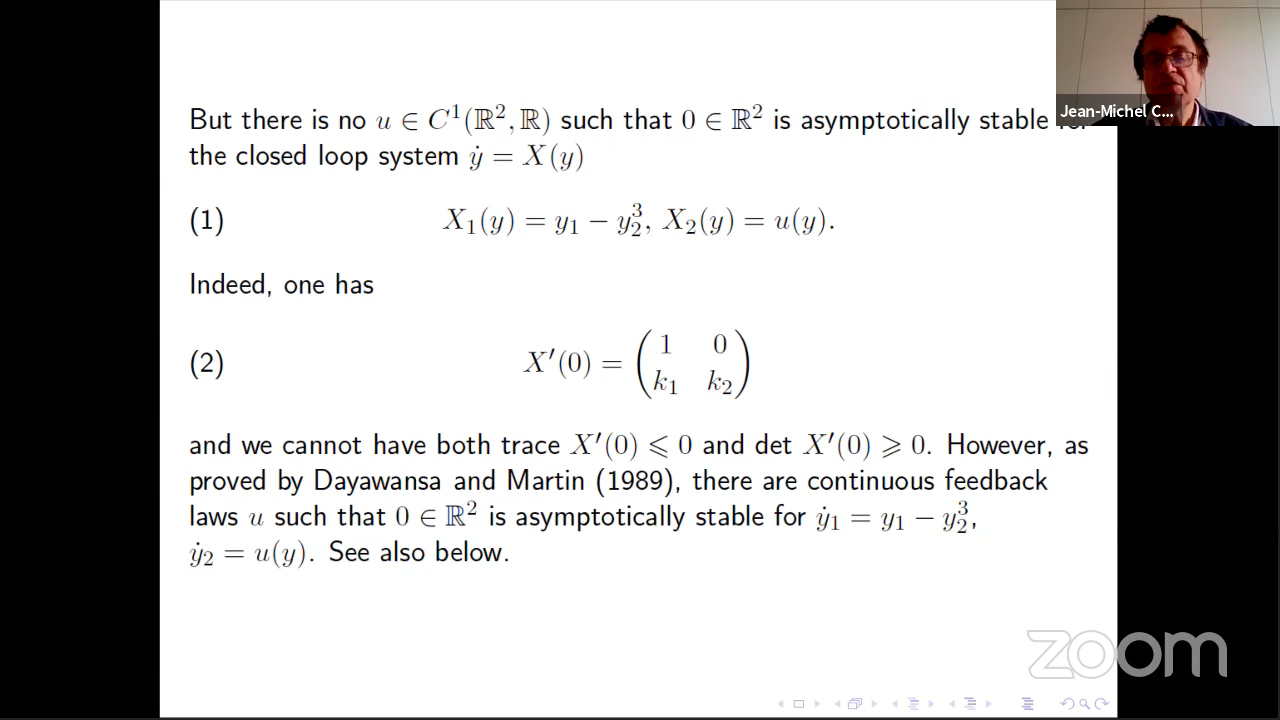 But there is no u ∈ C¹(ℝ², ℝ) such that 0 ∈ ℝ² is asymptotically stable for
the closed loop system ẏ = X(y)
(1) X₁(y) = y₁ − y₂³, X₂(y) = u(y).
Indeed, one has
(2) X′(0) = (1 0
k₁ k₂)
and we cannot have both trace X′(0) ⩽ 0 and det X′(0) ⩾ 0. However, as
proved by Dayawansa and Martin (1989), there are continuous feedback
laws u such that 0 ∈ ℝ² is asymptotically stable for ẏ₁ = y₁ − y₂³,
ẏ₂ = u(y). See also below.
Jean-Michel C...
zoom